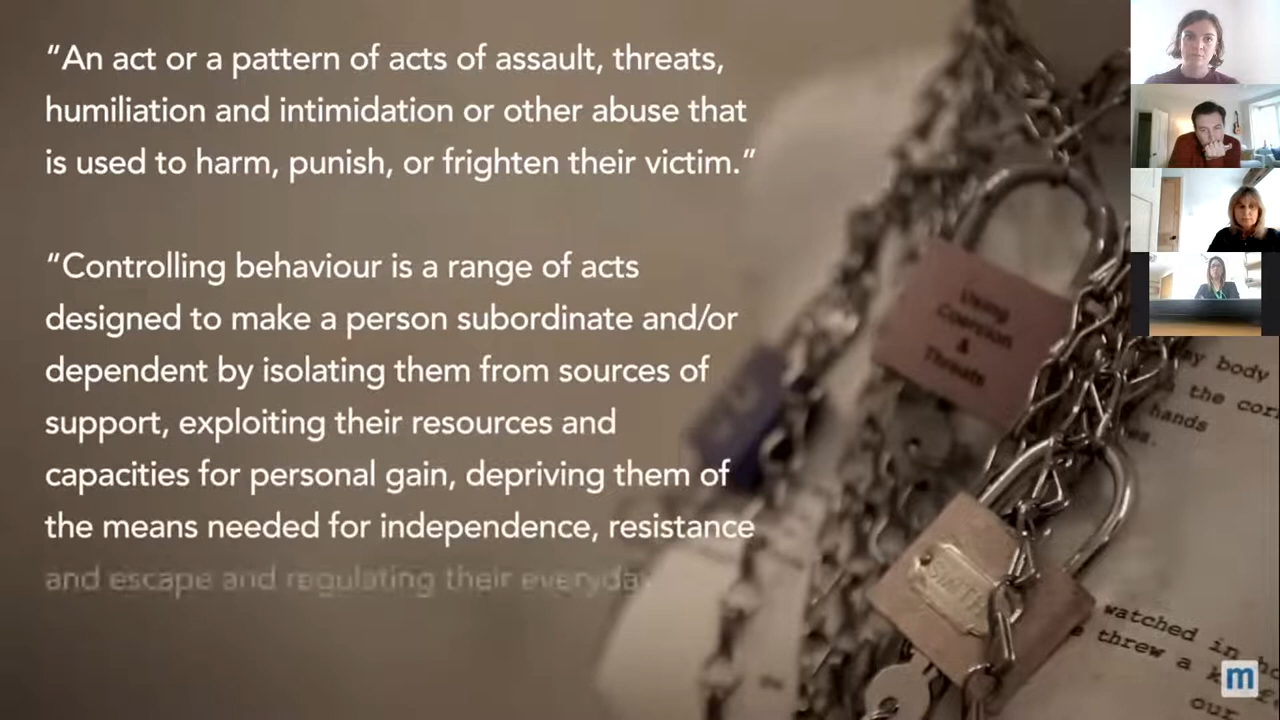 “An act or a pattern of acts of assault, threats,
humiliation and intimidation or other abuse that
is used to harm, punish, or frighten their victim.”
“Controlling behaviour is a range of acts
designed to make a person subordinate and/or
dependent by isolating them from sources of
support, exploiting their resources and
capacities for personal gain, depriving them of
the means needed for independence, resistance
and escape and regulating their everyday
Using
Coercion
&
Threats
body
the
hands
SMITH
watched in
threw a
our
m